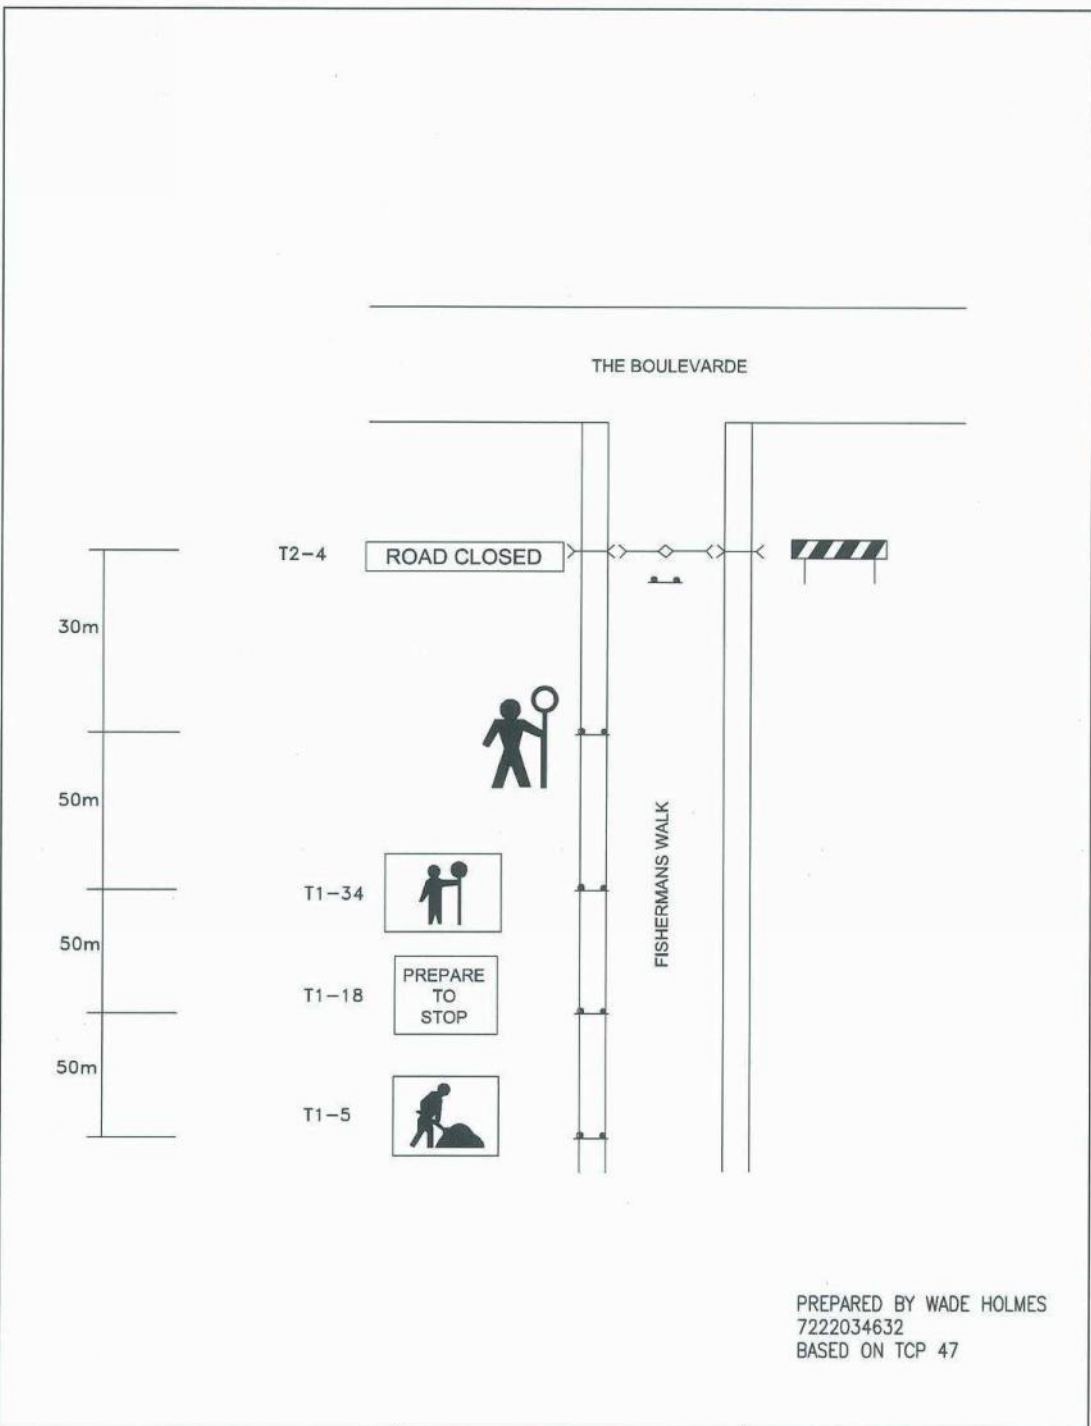 THE BOULEVARDE
T2-4
ROAD CLOSED
30m
50m
FISHERMANS WALK
T1-34
50m
T1-18
PREPARE
TO
STOP
50m
T1-5
PREPARED BY WADE HOLMES
7222034632
BASED ON TCP 47